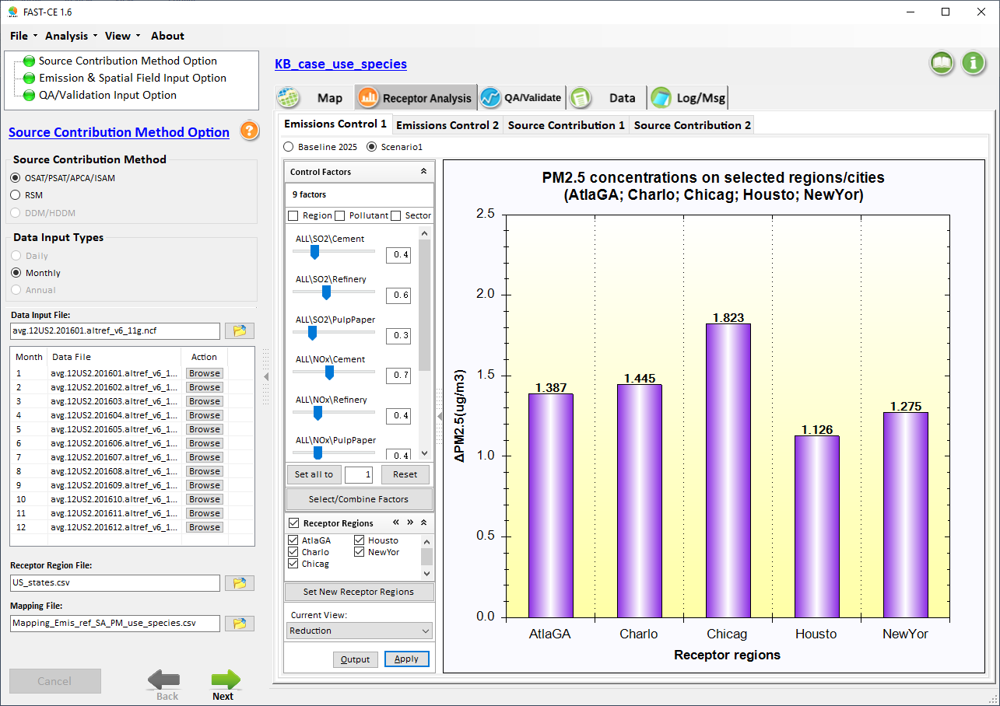 FAST-CE 1.6
File Analysis View About
Source Contribution Method Option
Emission & Spatial Field Input Option
QA/Validation Input Option
Source Contribution Method Option
Source Contribution Method
OSAT/PSAT/APCA/ISAM
RSM
DDM/HDDM
Data Input Types
Daily
Monthly
Annual
Data Input File:
avg.12US2.201601.altref_v6_11g.ncf
Month Data File Action
1 avg.12US2.201601.altref_v6_1... Browse
2 avg.12US2.201602.altref_v6_1... Browse
3 avg.12US2.201603.altref_v6_1... Browse
4 avg.12US2.201604.altref_v6_1... Browse
5 avg.12US2.201605.altref_v6_1... Browse
6 avg.12US2.201606.altref_v6_1... Browse
7 avg.12US2.201607.altref_v6_1... Browse
8 avg.12US2.201608.altref_v6_1... Browse
9 avg.12US2.201609.altref_v6_1... Browse
10 avg.12US2.201610.altref_v6_1... Browse
11 avg.12US2.201611.altref_v6_1... Browse
12 avg.12US2.201612.altref_v6_1... Browse
Receptor Region File:
US_states.csv
Mapping File:
Mapping_Emis_ref_SA_PM_use_species.csv
Cancel Back Next
KB_case_use_species
Map Receptor Analysis QA/Validate Data Log/Msg
Emissions Control 1 Emissions Control 2 Source Contribution 1 Source Contribution 2
Baseline 2025 Scenario1
Control Factors
9 factors
Region Pollutant Sector
ALL\SO2\Cement
0.4
ALL\SO2\Refinery
0.6
ALL\SO2\PulpPaper
0.3
ALL\NOx\Cement
0.7
ALL\NOx\Refinery
0.4
ALL\NOx\PulpPaper
0.4
Set all to 1 Reset
Select/Combine Factors
Receptor Regions « »
AtlaGA Housto
Charlo NewYor
Chicag
Set New Receptor Regions
Current View:
Reduction
Output Apply
PM2.5 concentrations on selected regions/cities
(AtlaGA; Charlo; Chicag; Housto; NewYor)
2.5
2.0
1.5
1.0
0.5
0.0
ΔPM2.5(ug/m3)
1.387
1.445
1.823
1.126
1.275
AtlaGA Charlo Chicag Housto NewYor
Receptor regions